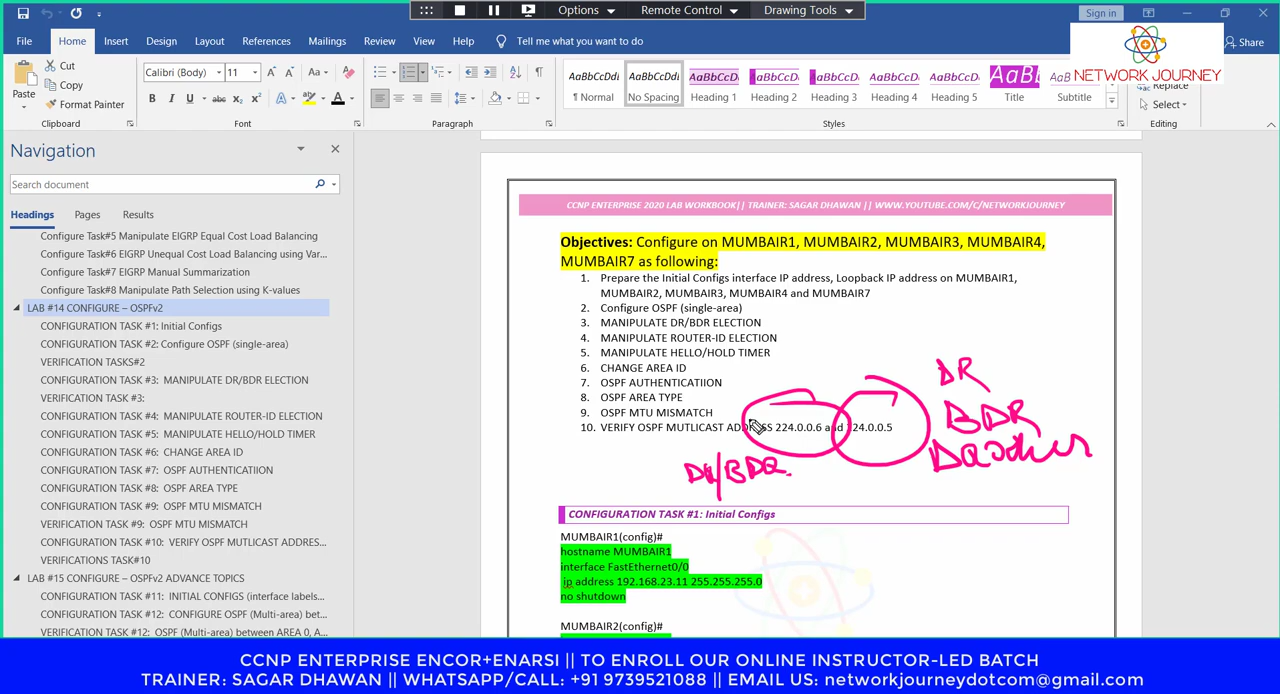 Options
Remote Control
Drawing Tools
Sign in
File Home Insert Design Layout References Mailings Review View Help Tell me what you want to do
Share
NETWORK JOURNEY
Paste
Cut
Copy
Format Painter
Clipboard
Calibri (Body) 11
Aa
B I U abc x₂ x² A A
Font
Paragraph
AaBbCcDdI AaBbCcDdI AaBbCcDd AaBbCcDd AaBbCcDd AaBbCcDd AaBbCcDd AaB AaBbCcD
¶ Normal No Spacing Heading 1 Heading 2 Heading 3 Heading 4 Heading 5 Title Subtitle
Styles
Replace
Select
Editing
Navigation
Search document
Headings Pages Results
Configure Task#5 Manipulate EIGRP Equal Cost Load Balancing
Configure Task#6 EIGRP Unequal Cost Load Balancing using Var...
Configure Task#7 EIGRP Manual Summarization
Configure Task#8 Manipulate Path Selection using K-values
LAB #14 CONFIGURE – OSPFv2
CONFIGURATION TASK #1: Initial Configs
CONFIGURATION TASK #2: Configure OSPF (single-area)
VERIFICATION TASKS#2
CONFIGURATION TASK #3: MANIPULATE DR/BDR ELECTION
VERIFICATION TASK #3:
CONFIGURATION TASK #4: MANIPULATE ROUTER-ID ELECTION
CONFIGURATION TASK #5: MANIPULATE HELLO/HOLD TIMER
CONFIGURATION TASK #6: CHANGE AREA ID
CONFIGURATION TASK #7: OSPF AUTHENTICATIION
CONFIGURATION TASK #8: OSPF AREA TYPE
CONFIGURATION TASK #9: OSPF MTU MISMATCH
VERIFICATION TASK #9: OSPF MTU MISMATCH
CONFIGURATION TASK #10: VERIFY OSPF MUTLICAST ADDRES...
VERIFICATIONS TASK#10
LAB #15 CONFIGURE – OSPFv2 ADVANCE TOPICS
CONFIGURATION TASK #11: INITIAL CONFIGS (interface labels...
CONFIGURATION TASK #12: CONFIGURE OSPF (Multi-area) bet...
VERIFICATION TASK #12: OSPF (Multi-area) between AREA 0, A...
CCNP ENTERPRISE 2020 LAB WORKBOOK|| TRAINER: SAGAR DHAWAN || WWW.YOUTUBE.COM/C/NETWORKJOURNEY
Objectives: Configure on MUMBAIR1, MUMBAIR2, MUMBAIR3, MUMBAIR4,
MUMBAIR7 as following:
1. Prepare the Initial Configs interface IP address, Loopback IP address on MUMBAIR1,
MUMBAIR2, MUMBAIR3, MUMBAIR4 and MUMBAIR7
2. Configure OSPF (single-area)
3. MANIPULATE DR/BDR ELECTION
4. MANIPULATE ROUTER-ID ELECTION
5. MANIPULATE HELLO/HOLD TIMER
6. CHANGE AREA ID
7. OSPF AUTHENTICATIION
8. OSPF AREA TYPE
9. OSPF MTU MISMATCH
10. VERIFY OSPF MUTLICAST ADDRESS 224.0.0.6 and 224.0.0.5
DR
BDR
DROther
DR/BDR.
CONFIGURATION TASK #1: Initial Configs
MUMBAIR1(config)#
hostname MUMBAIR1
interface FastEthernet0/0
ip address 192.168.23.11 255.255.255.0
no shutdown
MUMBAIR2(config)#
CCNP ENTERPRISE ENCOR+ENARSI || TO ENROLL OUR ONLINE INSTRUCTOR-LED BATCH
TRAINER: SAGAR DHAWAN || WHATSAPP/CALL: +91 9739521088 || EMAIL US: networkjourneydotcom@gmail.com